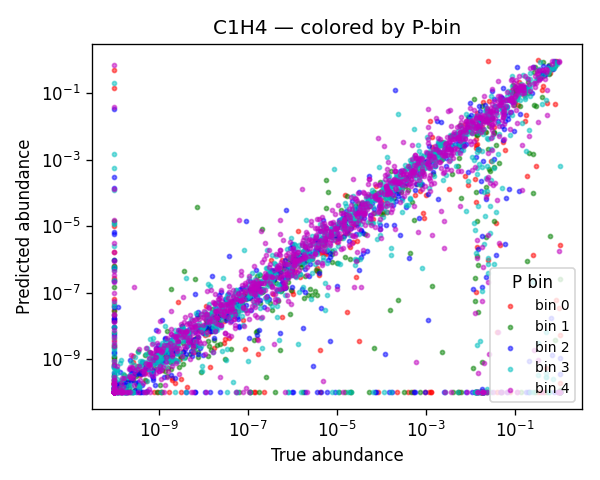 C1H4 — colored by P-bin
Predicted abundance
10⁻¹
10⁻³
10⁻⁵
10⁻⁷
10⁻⁹
P bin
bin 0
bin 1
bin 2
bin 3
bin 4
10⁻⁹ 10⁻⁷ 10⁻⁵ 10⁻³ 10⁻¹
True abundance